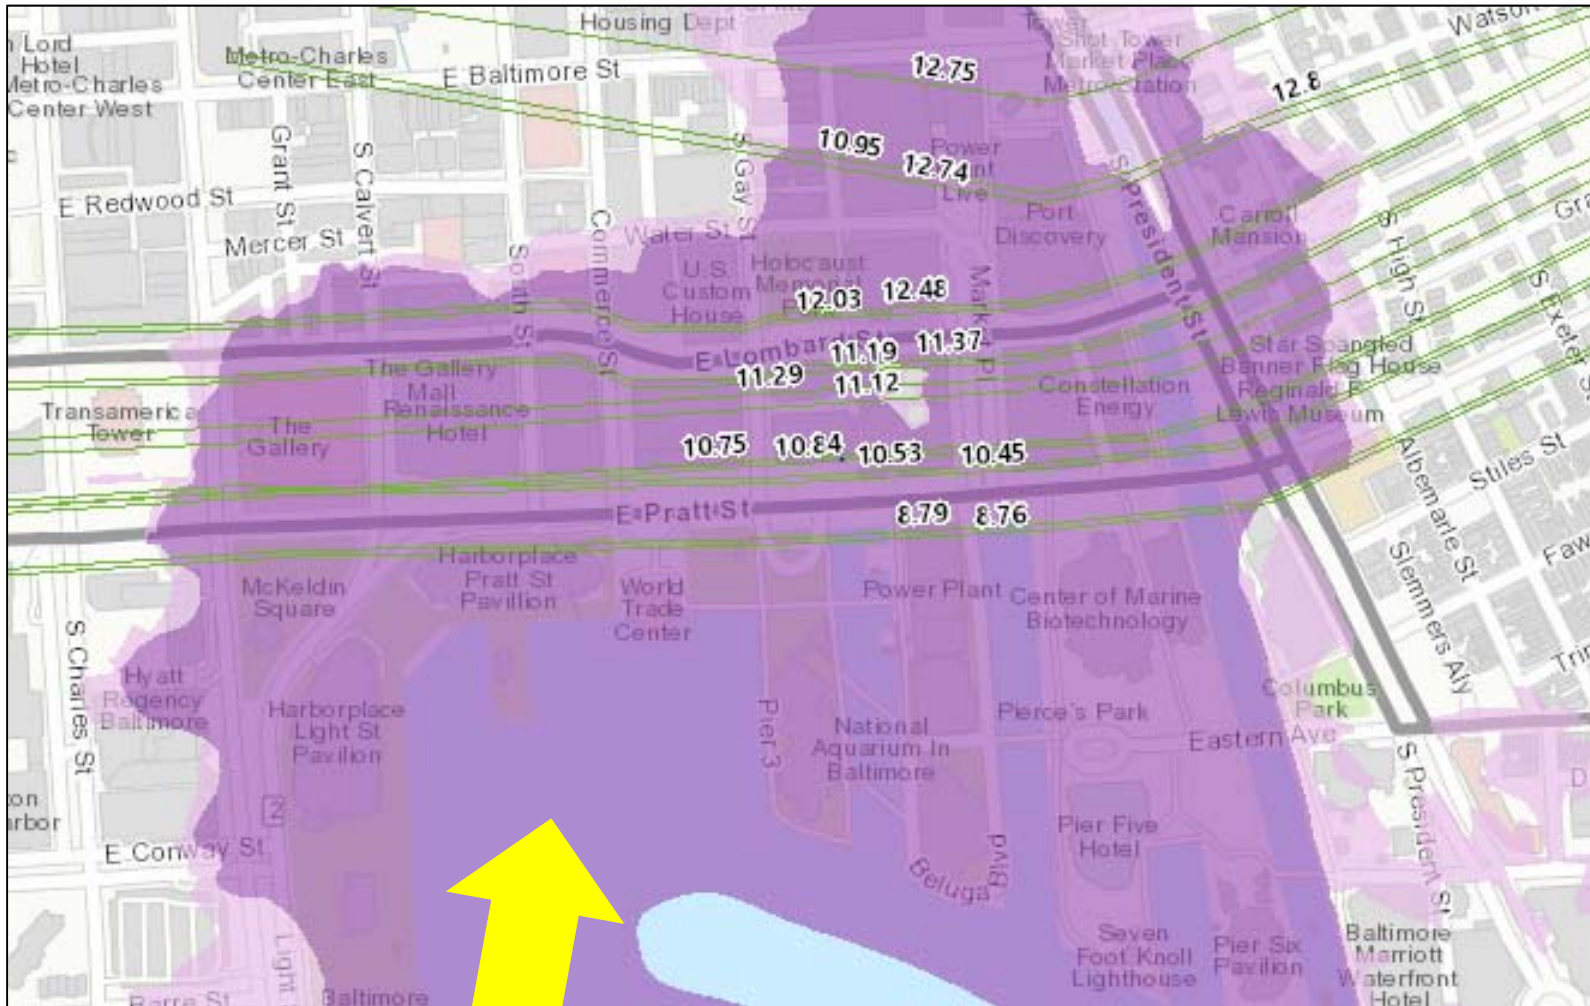 Housing Dept
Tower
Watson
Lord
Hotel
Metro-Charles
Center East
E Baltimore St
12.75
Shot Tower
Market Place
Metro Station
12.8
Metro-Charles
Center West
Grant St
S Calvert St
S Gay St
10.95
12.74
Power
Plant
Live
S President St
E Redwood St
Mercer St
Commerce St
South St
Water St
Port
Discovery
Carroll
Mansion
S High St
S Exeter St
U.S.
Custom
House
Holocaust
Memorial
12.03
12.48
Market Pl
E Lombard St
11.19
11.37
11.29
11.12
Star Spangled
Banner Flag House
Reginald F
Lewis Museum
The Gallery
Mall
Renaissance
Hotel
Constellation
Energy
Transamerica
Tower
The
Gallery
10.75
10.84
10.53
10.45
Albemarle St
Stiles St
E Pratt St
8.79
8.76
Slemmers Aly
Harborplace
Pratt St
Pavillion
McKeldin
Square
World
Trade
Center
Power Plant
Center of Marine
Biotechnology
S Charles St
Hyatt
Regency
Baltimore
Harborplace
Light St
Pavilion
Pier 3
National
Aquarium In
Baltimore
Pierce's Park
Columbus
Park
Eastern Ave
S President St
2
E Conway St
Pier Five
Hotel
Beluga
Blvd
Light
Barre St
Baltimore
Seven
Foot Knoll
Lighthouse
Pier Six
Pavilion
Baltimore
Marriott
Waterfront
Hotel